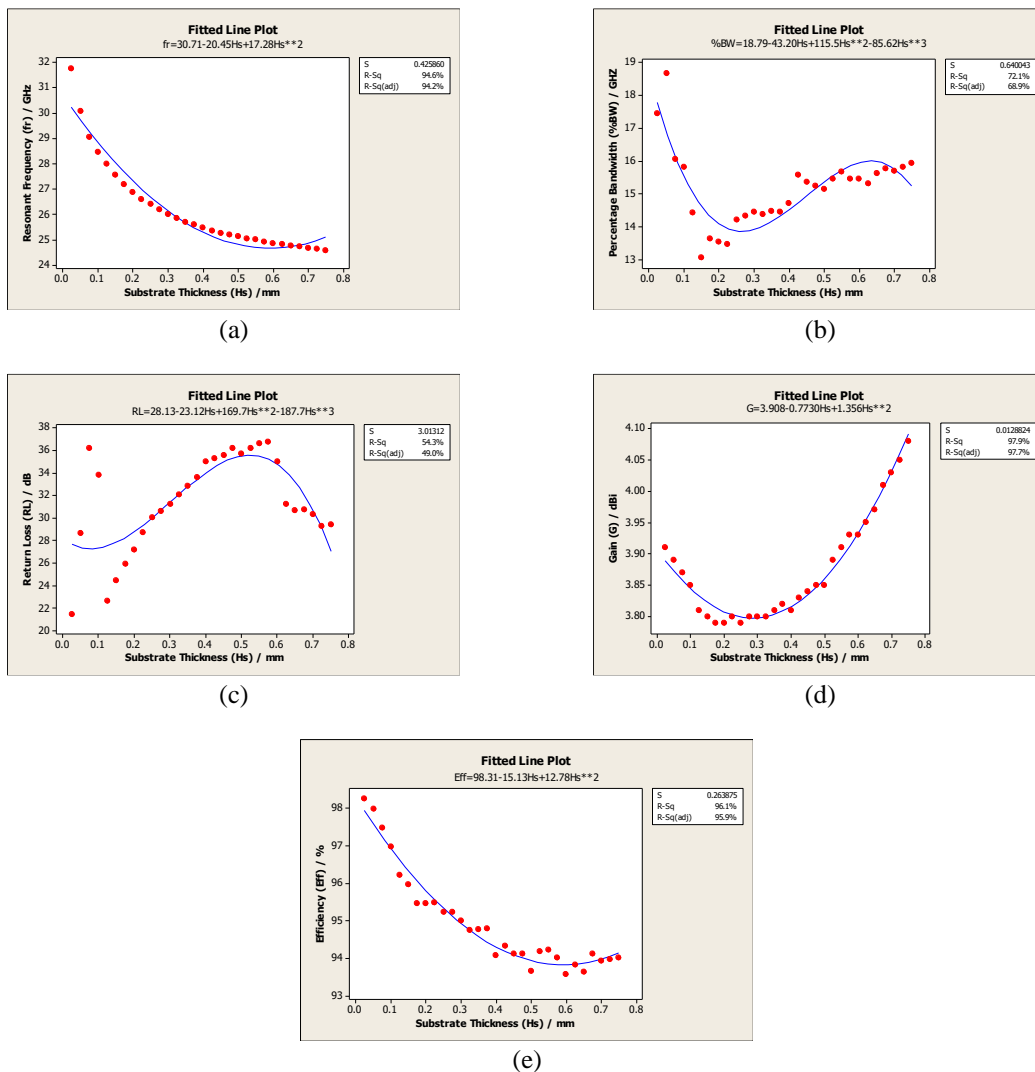 Fitted Line Plot
fr=30.71-20.45Hs+17.28Hs**2
S 0.425860
R-Sq 94.6%
R-Sq(adj) 94.2%
Resonant Frequency (fr) / GHz
32
31
30
29
28
27
26
25
24
0.0 0.1 0.2 0.3 0.4 0.5 0.6 0.7 0.8
Substrate Thickness (Hs) /mm
(a)
Fitted Line Plot
%BW=18.79-43.20Hs+115.5Hs**2-85.62Hs**3
S 0.640043
R-Sq 72.1%
R-Sq(adj) 68.9%
Percentage Bandwidth (%BW) / GHZ
19
18
17
16
15
14
13
0.0 0.1 0.2 0.3 0.4 0.5 0.6 0.7 0.8
Substrate Thickness (Hs) mm
(b)
Fitted Line Plot
RL=28.13-23.12Hs+169.7Hs**2-187.7Hs**3
S 3.01312
R-Sq 54.3%
R-Sq(adj) 49.0%
Return Loss (RL) / dB
38
36
34
32
30
28
26
24
22
20
0.0 0.1 0.2 0.3 0.4 0.5 0.6 0.7 0.8
Substrate Thickness (Hs) / mm
(c)
Fitted Line Plot
G=3.908-0.7730Hs+1.356Hs**2
S 0.0128824
R-Sq 97.9%
R-Sq(adj) 97.7%
Gain (G) / dBi
4.10
4.05
4.00
3.95
3.90
3.85
3.80
0.0 0.1 0.2 0.3 0.4 0.5 0.6 0.7 0.8
Substrate Thickness (Hs) / mm
(d)
Fitted Line Plot
Eff=98.31-15.13Hs+12.78Hs**2
S 0.263875
R-Sq 96.1%
R-Sq(adj) 95.9%
Efficiency (Eff) / %
98
97
96
95
94
93
0.0 0.1 0.2 0.3 0.4 0.5 0.6 0.7 0.8
Substrate Thickness (Hs) / mm
(e)